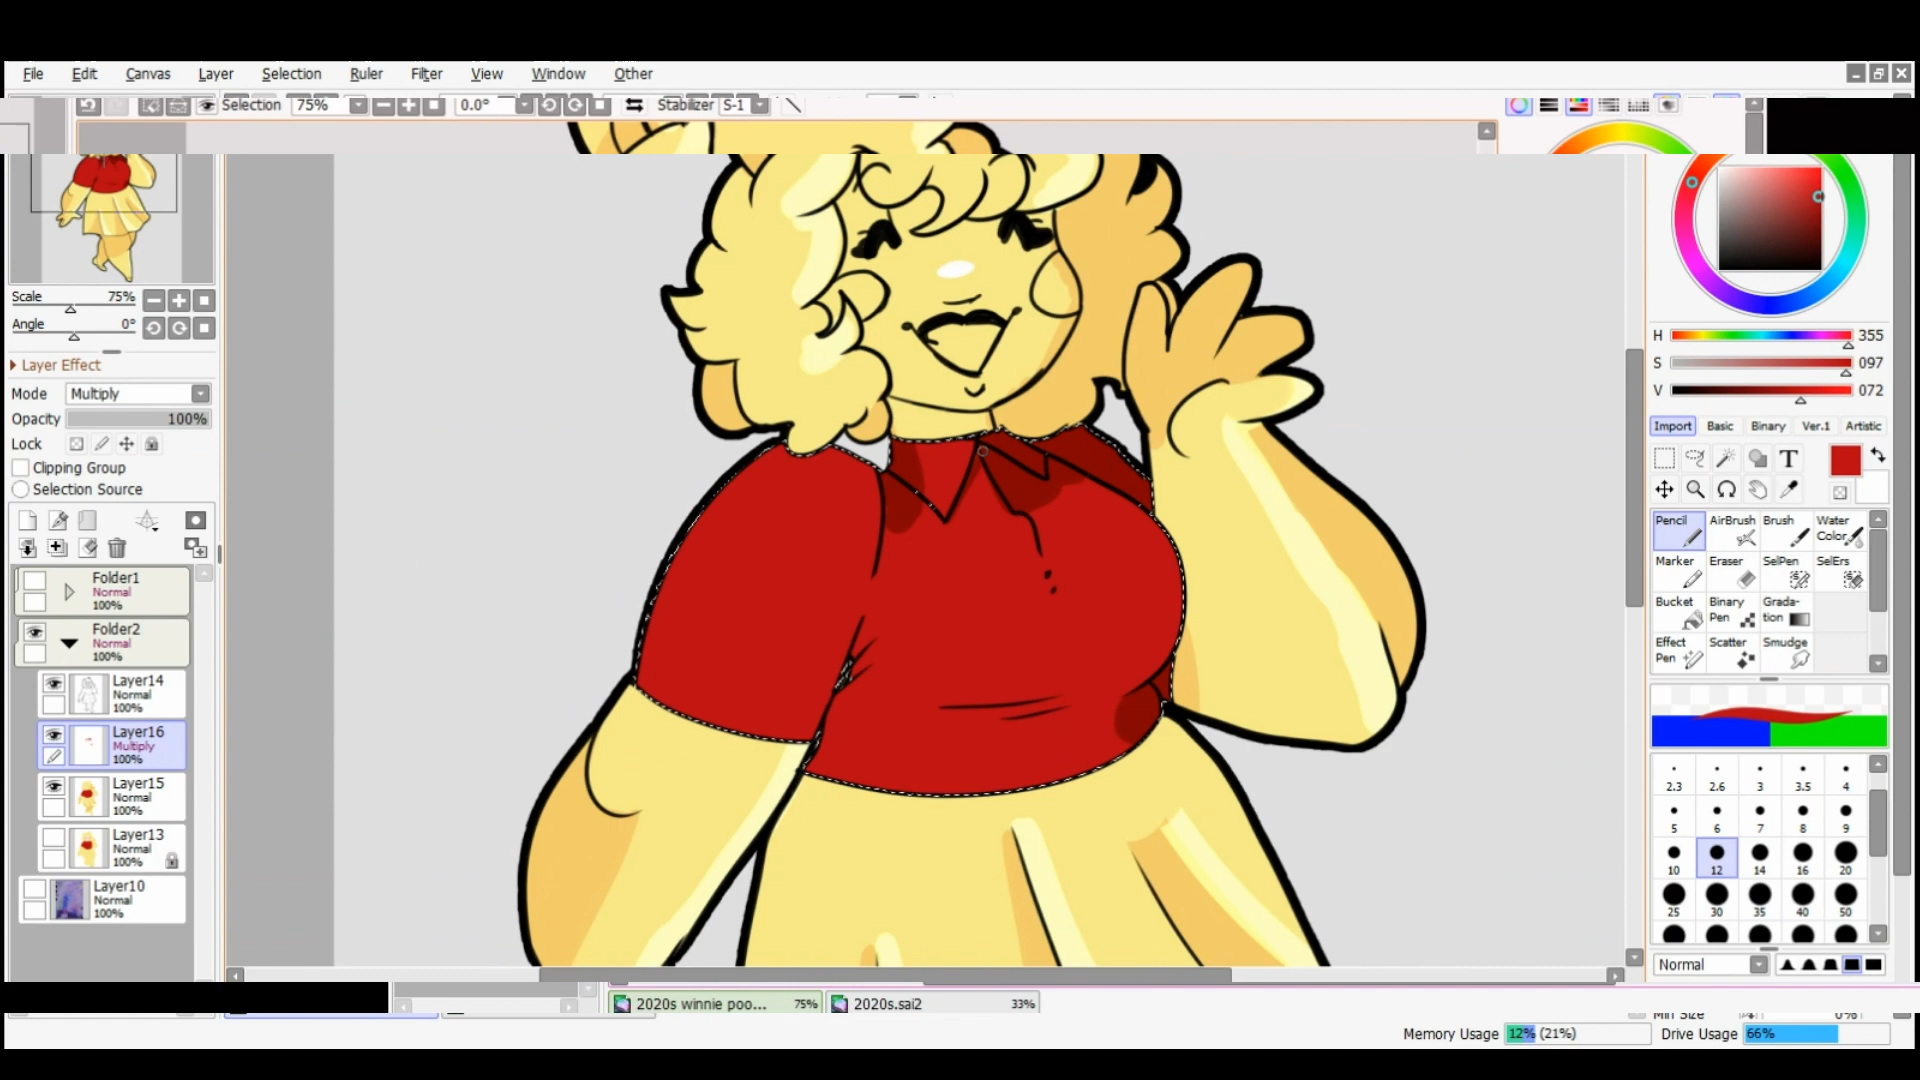 File Edit Canvas Layer Selection Ruler Filter View Window Other
Selection 75% 0.0° Stabilizer S-1
Scale 75%
Angle 0°
Layer Effect
Mode Multiply
Opacity 100%
Lock
Clipping Group
Selection Source
Folder1
Normal
100%
Folder2
Normal
100%
Layer14
Normal
100%
Layer16
Multiply
100%
Layer15
Normal
100%
Layer13
Normal
100%
Layer10
Normal
100%
H 355
S 097
V 072
Import Basic Binary Ver.1 Artistic
T
Pencil AirBrush Brush Water Color
Marker Eraser SelPen SelErs
Bucket Binary Pen Grada-tion
Effect Pen Scatter Smudge
2.3 2.6 3 3.5 4
5 6 7 8 9
10 12 14 16 20
25 30 35 40 50
Normal
2020s winnie poo... 75% 2020s.sai2 33%
Min Size 0%
Memory Usage 12% (21%) Drive Usage 66%